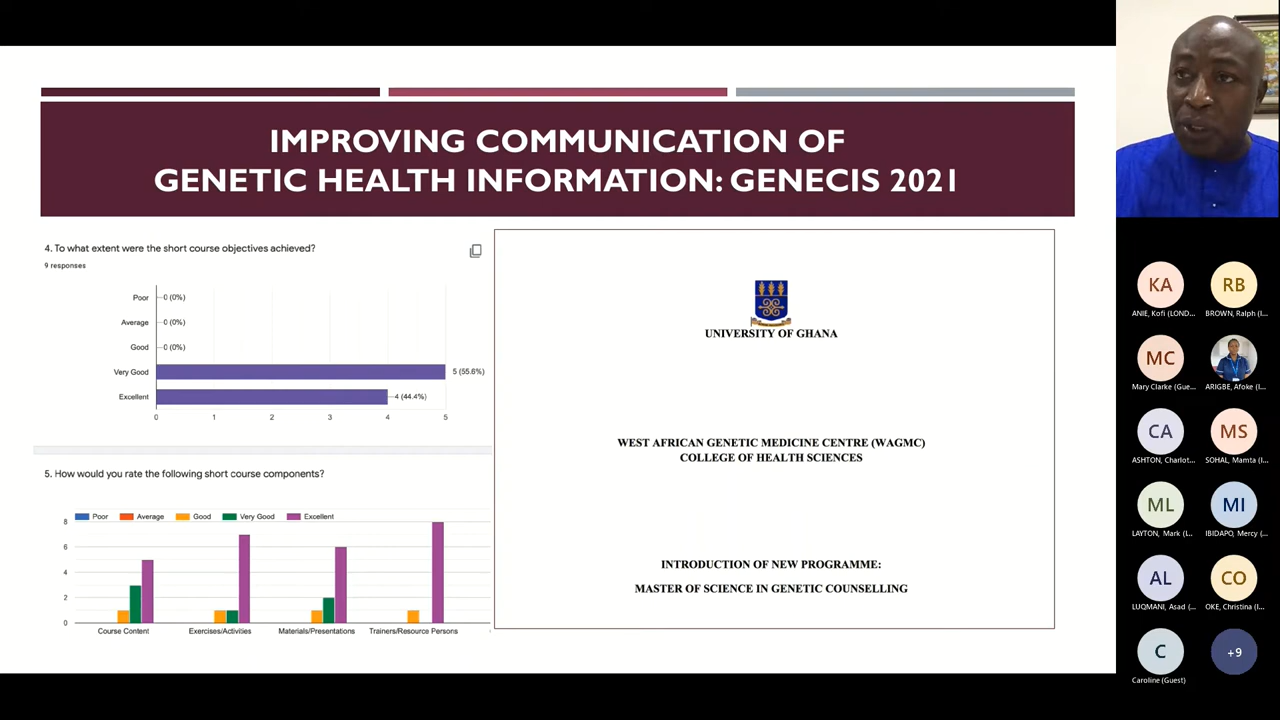 IMPROVING COMMUNICATION OF
GENETIC HEALTH INFORMATION: GENECIS 2021
4. To what extent were the short course objectives achieved?
9 responses
Poor
0 (0%)
Average
0 (0%)
Good
0 (0%)
Very Good
5 (55.6%)
Excellent
4 (44.4%)
0 1 2 3 4 5
5. How would you rate the following short course components?
Poor Average Good Very Good Excellent
8
6
4
2
0
Course Content Exercises/Activities Materials/Presentations Trainers/Resource Persons
UNIVERSITY OF GHANA
WEST AFRICAN GENETIC MEDICINE CENTRE (WAGMC)
COLLEGE OF HEALTH SCIENCES
INTRODUCTION OF NEW PROGRAMME:
MASTER OF SCIENCE IN GENETIC COUNSELLING
KA RB
ANIE, Kofi (LOND... BROWN, Ralph (I...
MC
Mary Clarke (Gue... ARIGBE, Afoke (I...
CA MS
ASHTON, Charlot... SOHAL, Mamta (I...
ML MI
LAYTON, Mark (I... IBIDAPO, Mercy (...
AL CO
LUQMANI, Asad (... OKE, Christina (I...
C +9
Caroline (Guest)